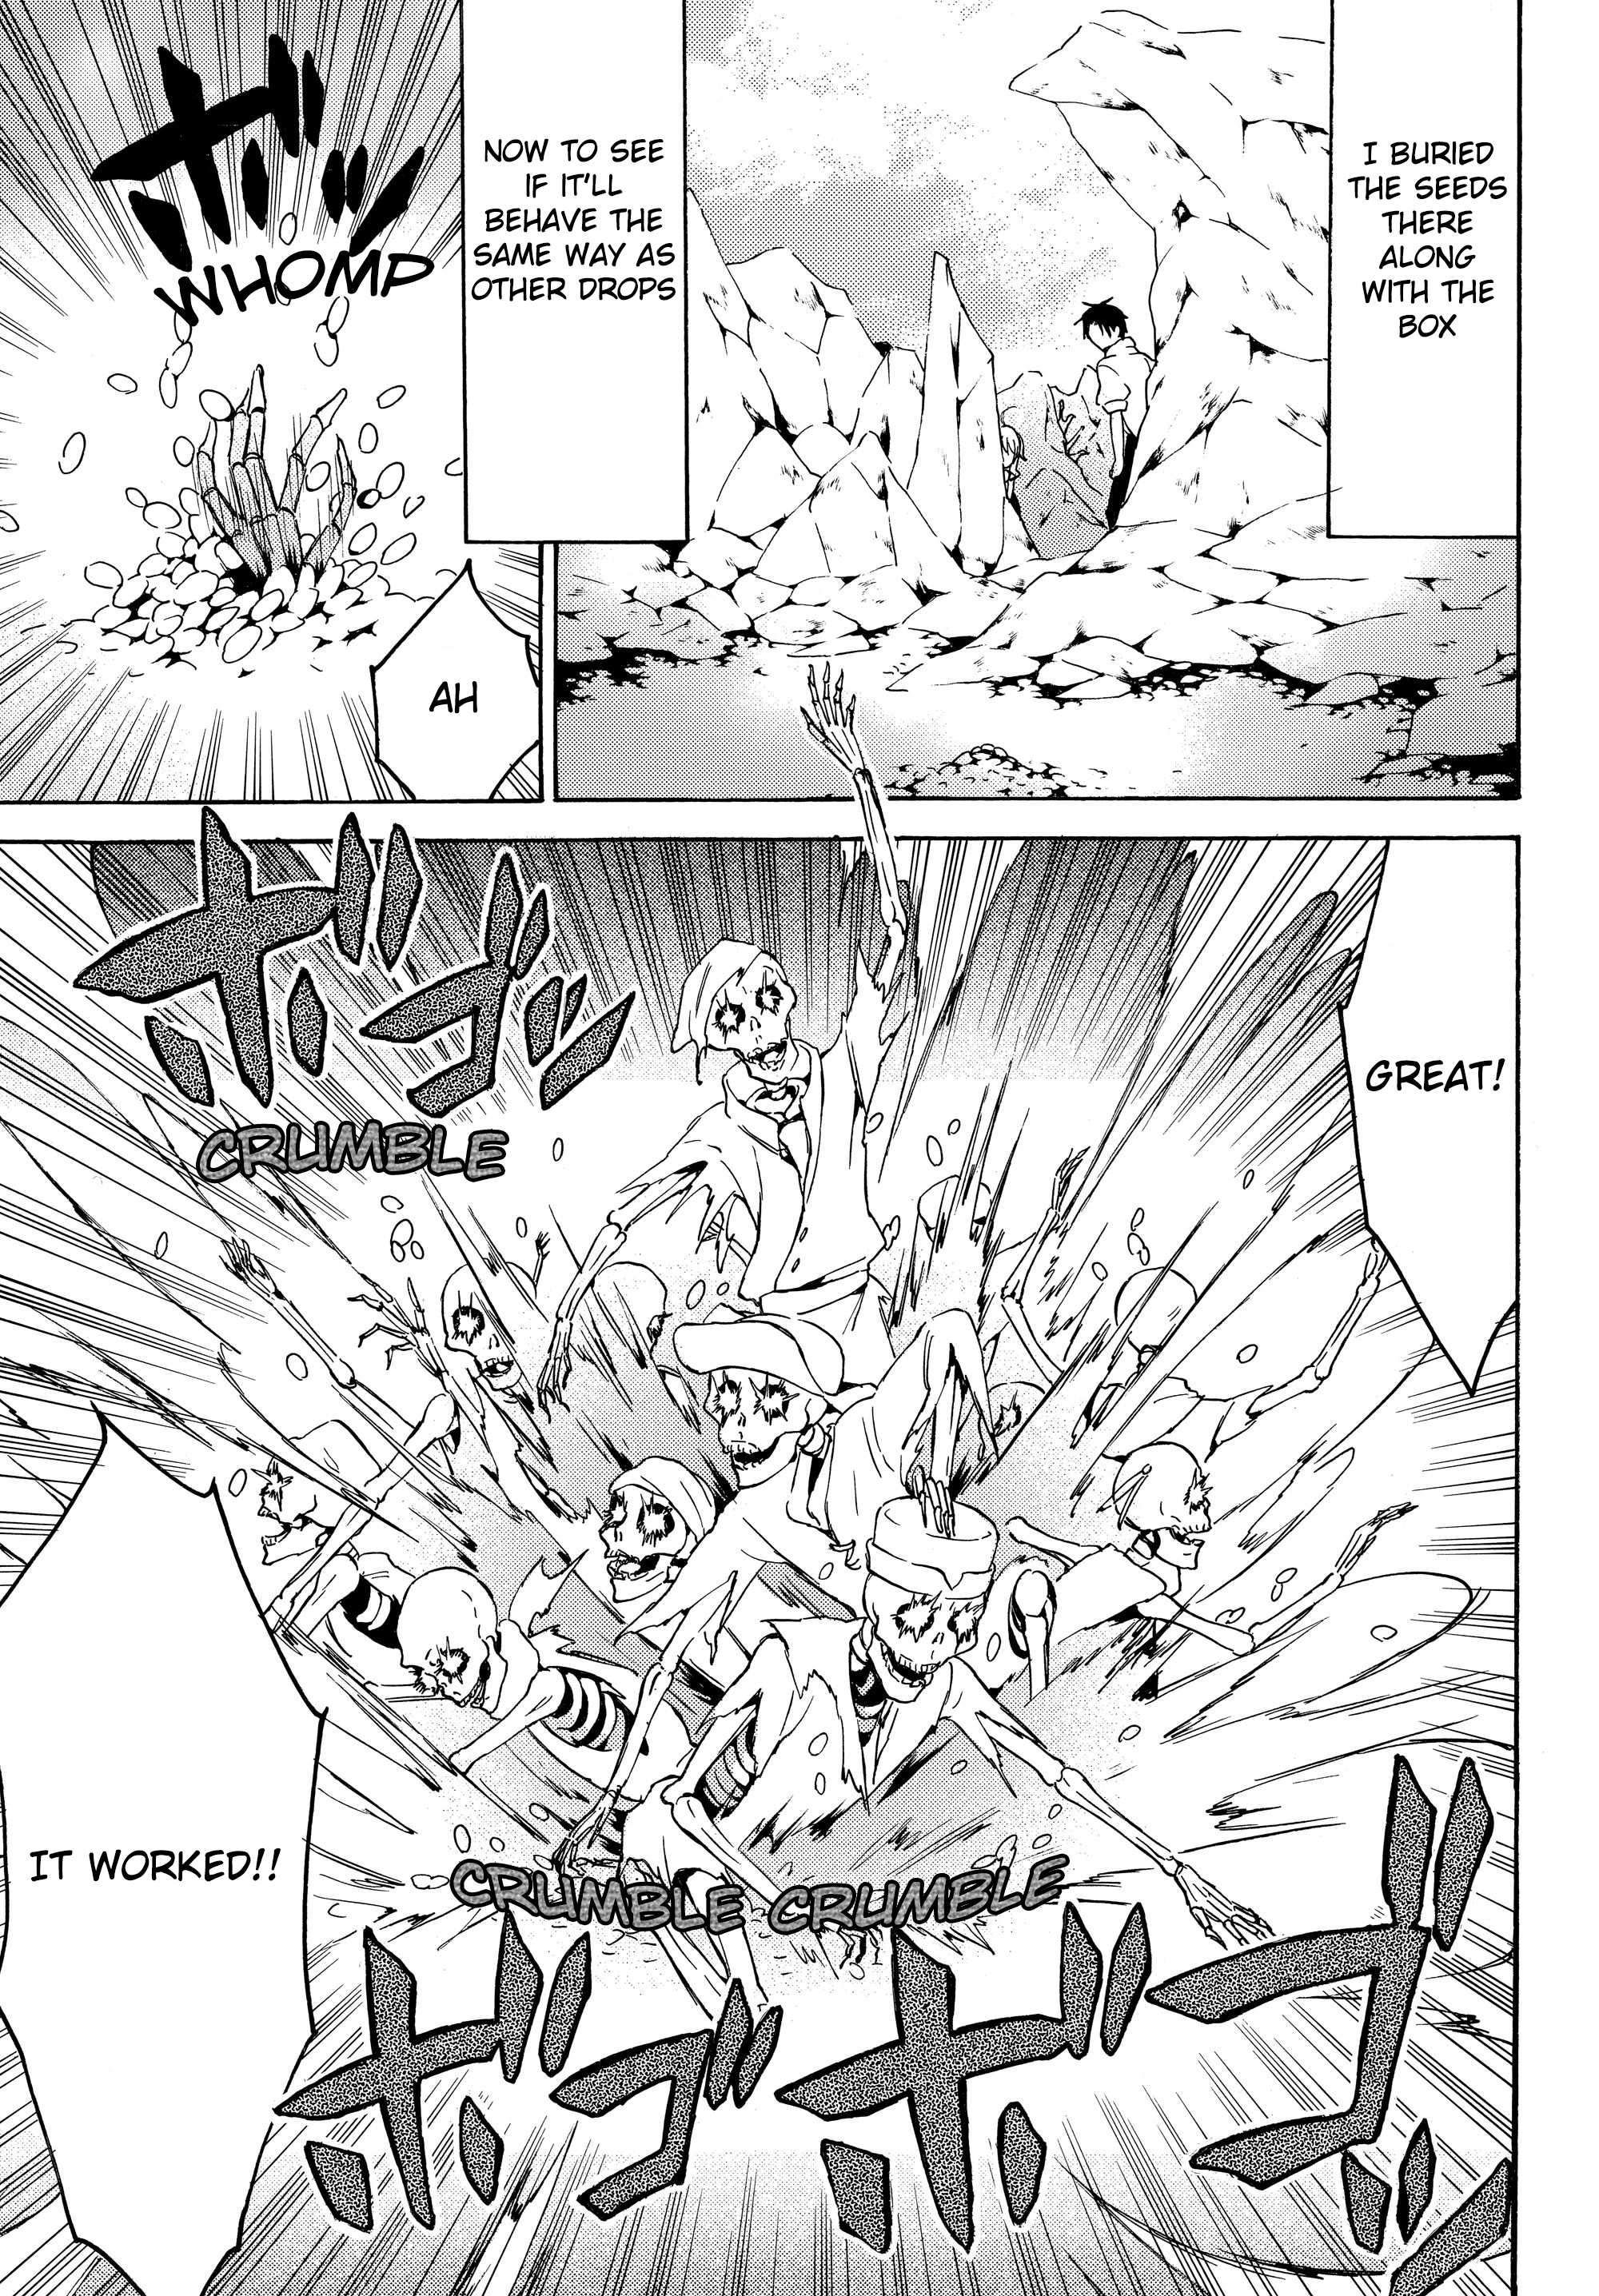 I BURIED
THE SEEDS
THERE
ALONG
WITH THE
BOX
NOW TO SEE
IF IT'LL
BEHAVE THE
SAME WAY AS
OTHER DROPS
ボボッ
WHOMP
AH
GREAT!
ボゴッ
CRUMBLE
IT WORKED!!
CRUMBLE CRUMBLE
ボゴボゴ